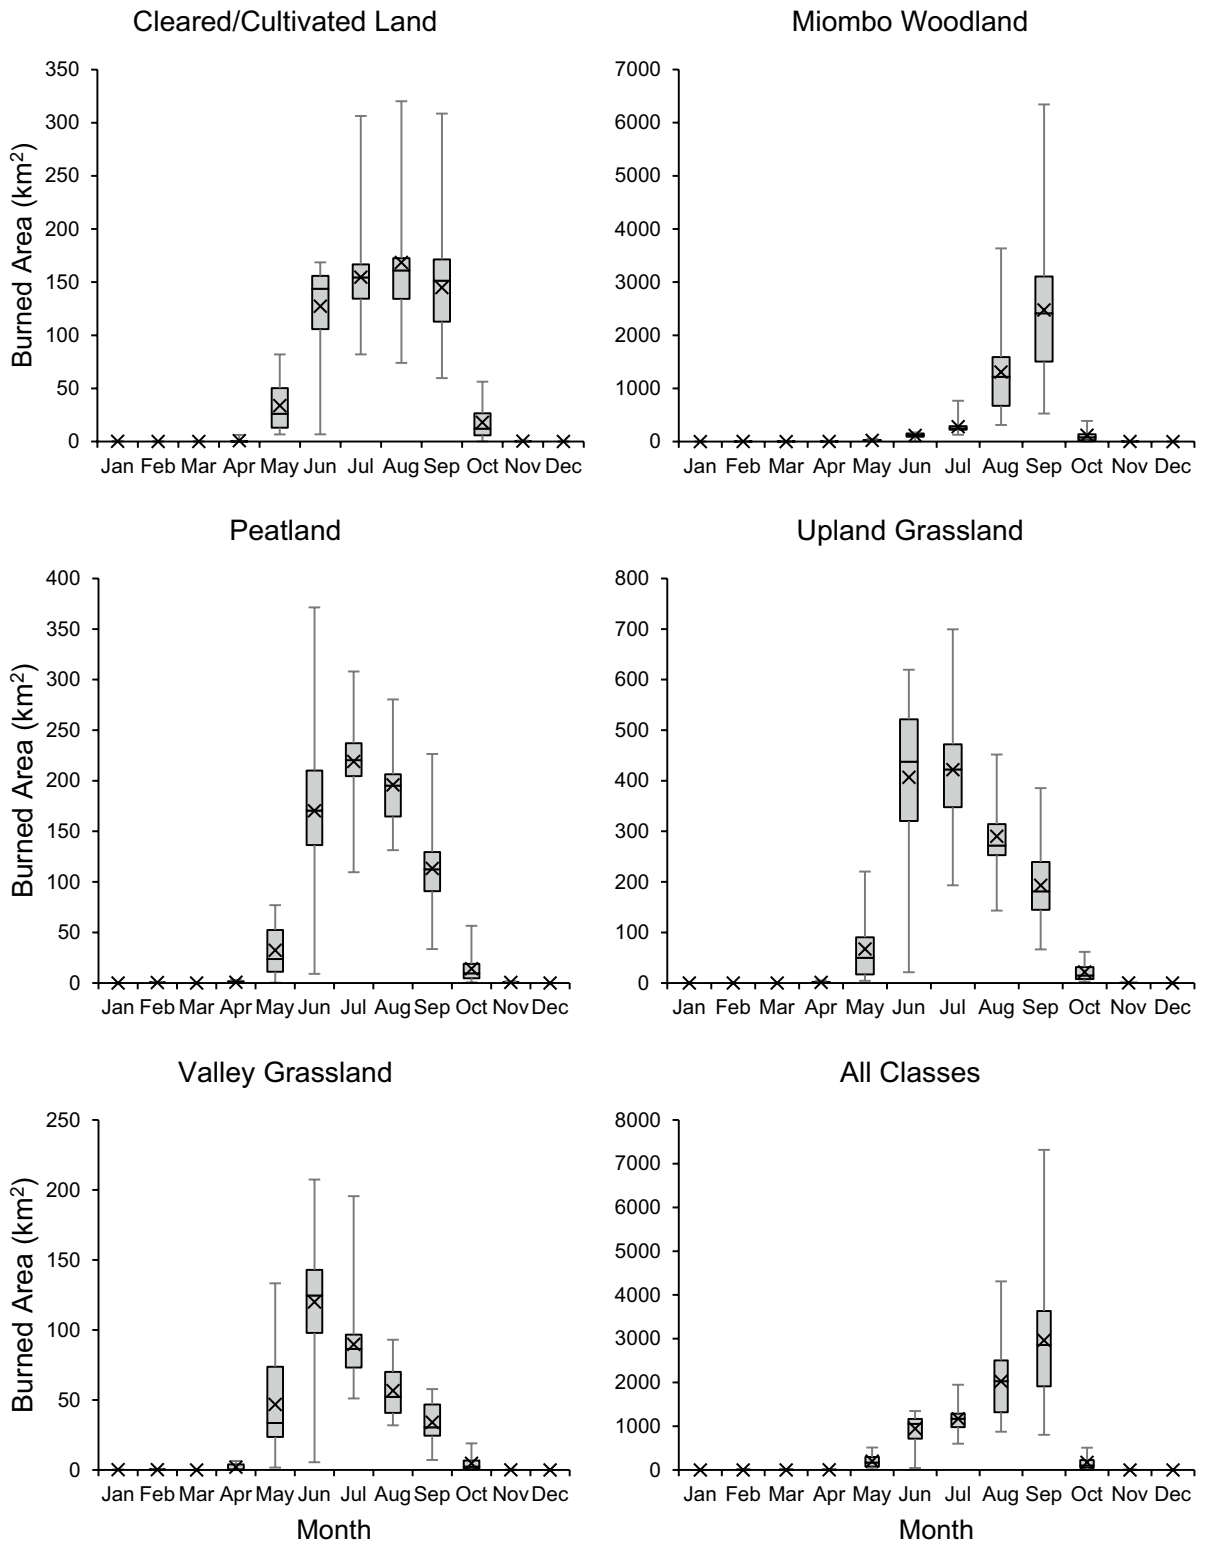 Cleared/Cultivated Land
Burned Area (km²)
350
300
250
200
150
100
50
0
Jan Feb Mar Apr May Jun Jul Aug Sep Oct Nov Dec
Miombo Woodland
7000
6000
5000
4000
3000
2000
1000
0
Jan Feb Mar Apr May Jun Jul Aug Sep Oct Nov Dec
Peatland
Burned Area (km²)
400
350
300
250
200
150
100
50
0
Jan Feb Mar Apr May Jun Jul Aug Sep Oct Nov Dec
Upland Grassland
800
700
600
500
400
300
200
100
0
Jan Feb Mar Apr May Jun Jul Aug Sep Oct Nov Dec
Valley Grassland
Burned Area (km²)
250
200
150
100
50
0
Jan Feb Mar Apr May Jun Jul Aug Sep Oct Nov Dec
Month
All Classes
8000
7000
6000
5000
4000
3000
2000
1000
0
Jan Feb Mar Apr May Jun Jul Aug Sep Oct Nov Dec
Month